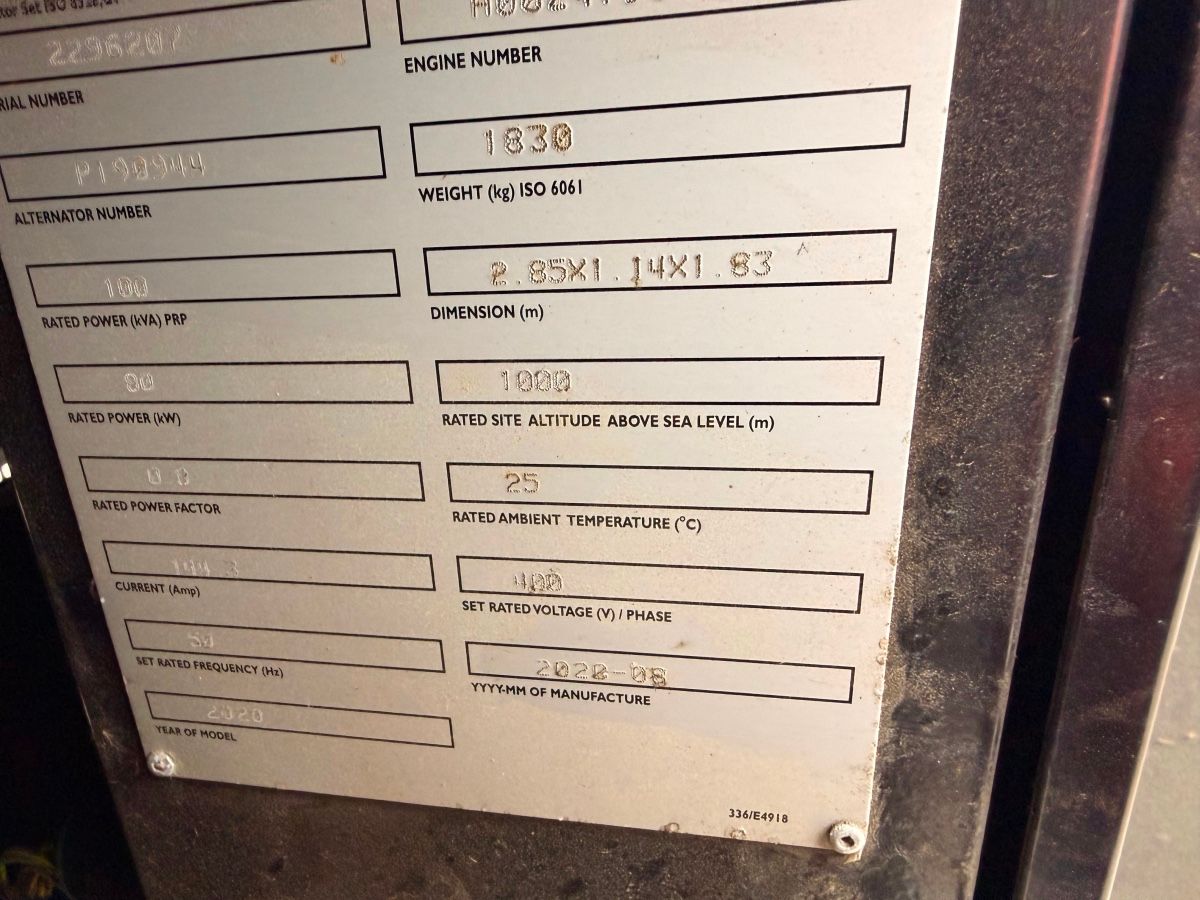 2296207
RIAL NUMBER
ENGINE NUMBER
P190944
ALTERNATOR NUMBER
1830
WEIGHT (kg) ISO 6061
100
RATED POWER (kVA) PRP
2.85X1.14X1.83
DIMENSION (m)
80
RATED POWER (kW)
1000
RATED SITE ALTITUDE ABOVE SEA LEVEL (m)
RATED POWER FACTOR
25
RATED AMBIENT TEMPERATURE (°C)
144.3
CURRENT (Amp)
400
SET RATED VOLTAGE (V) / PHASE
50
SET RATED FREQUENCY (Hz)
YYYY-MM OF MANUFACTURE
2020
YEAR OF MODEL
336/E4918